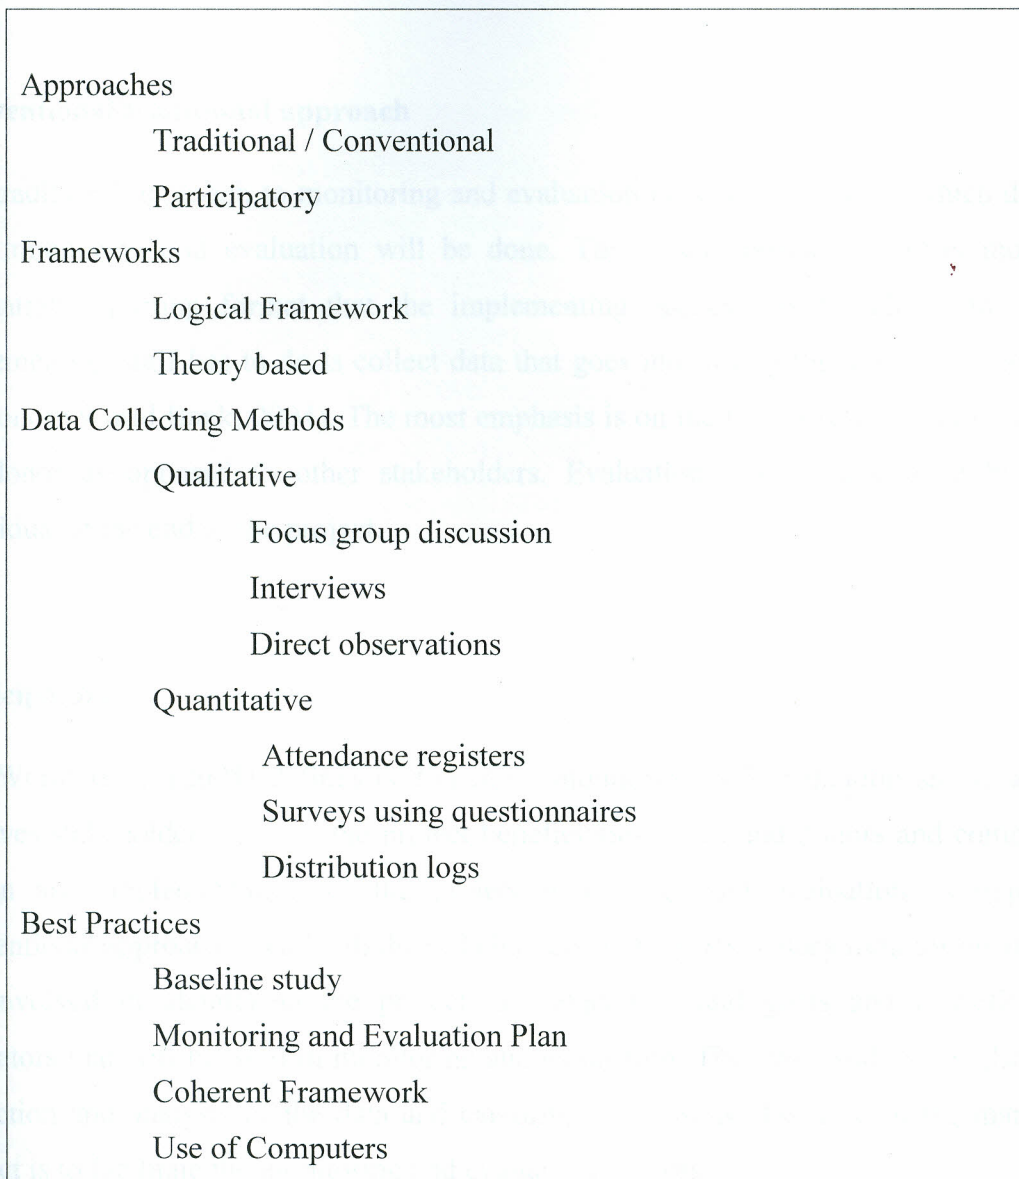 Approaches
Traditional / Conventional
Participatory
Frameworks
Logical Framework
Theory based
Data Collecting Methods
Qualitative
Focus group discussion
Interviews
Direct observations
Quantitative
Attendance registers
Surveys using questionnaires
Distribution logs
Best Practices
Baseline study
Monitoring and Evaluation Plan
Coherent Framework
Use of Computers